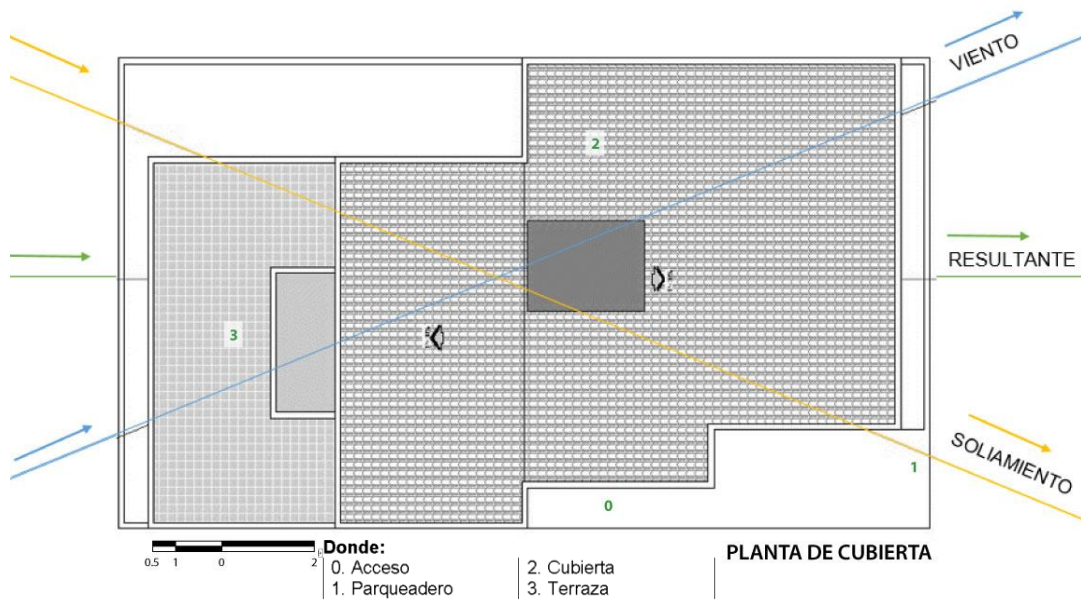 VIENTO
2
RESULTANTE
3
SOLIAMIENTO
1
0
0.5 1 0 2
Donde:
0. Acceso
1. Parqueadero
2. Cubierta
3. Terraza
PLANTA DE CUBIERTA